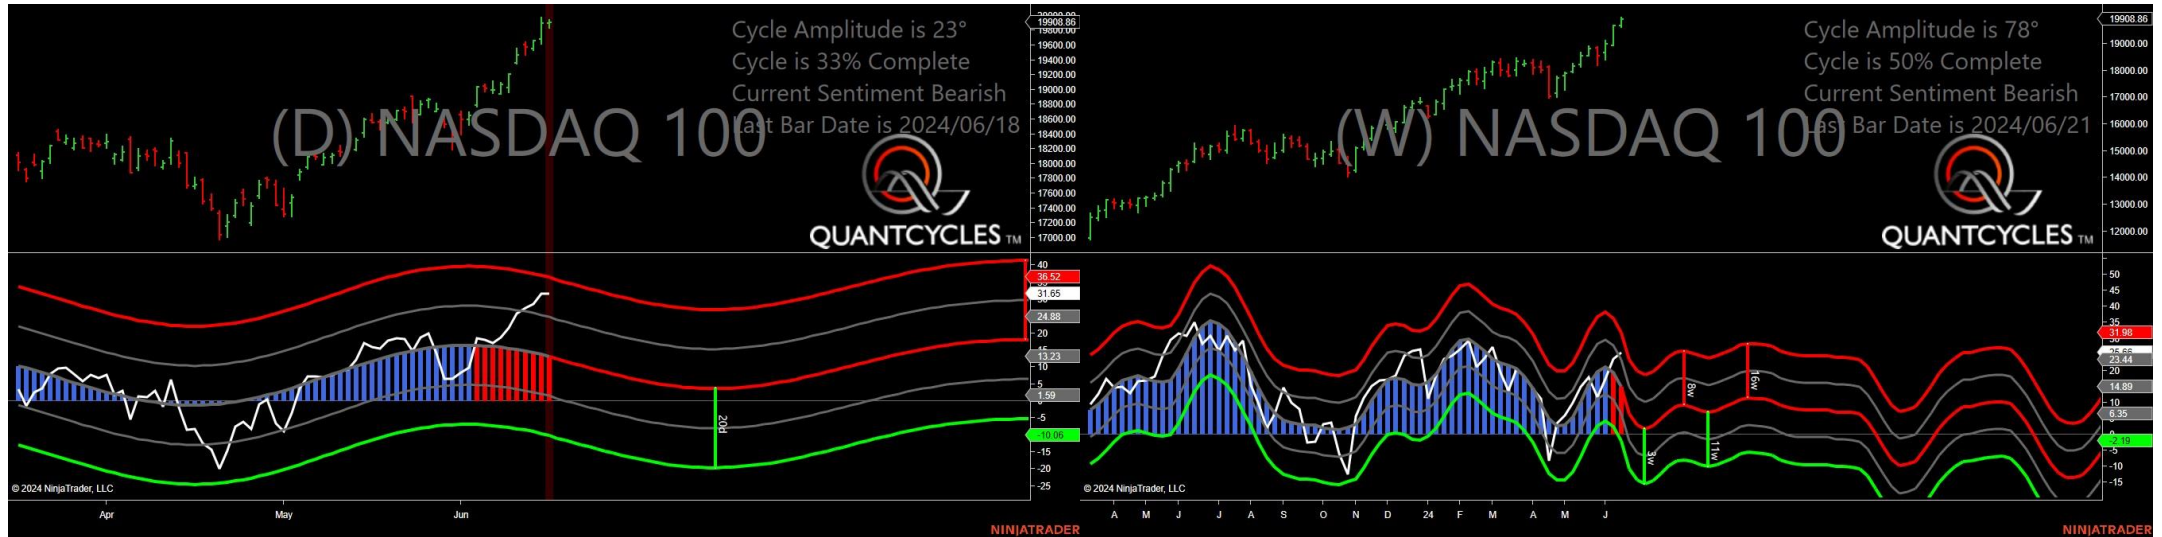 Cycle Amplitude is 23°
Cycle is 33% Complete
Current Sentiment Bearish
Last Bar Date is 2024/06/18
(D) NASDAQ 100
QUANTCYCLES TM
19908.86
19800.00
19600.00
19400.00
19200.00
19000.00
18800.00
18600.00
18400.00
18200.00
18000.00
17800.00
17600.00
17400.00
17200.00
17000.00
40
36.52
31.65
24.88
20
13.23
10
5
1.59
-5
-10.06
-15
-20
-25
20d
© 2024 NinjaTrader, LLC
Apr
May
Jun
NINJATRADER
Cycle Amplitude is 78°
Cycle is 50% Complete
Current Sentiment Bearish
Last Bar Date is 2024/06/21
(W) NASDAQ 100
QUANTCYCLES TM
19908.86
19000.00
18000.00
17000.00
16000.00
15000.00
14000.00
13000.00
12000.00
50
45
40
35
31.98
23.44
20
14.89
10
6.35
-2.19
-5
-10
-15
3w
8w
11w
16w
© 2024 NinjaTrader, LLC
A
M
J
J
A
S
O
N
D
24
F
M
A
M
J
NINJATRADER